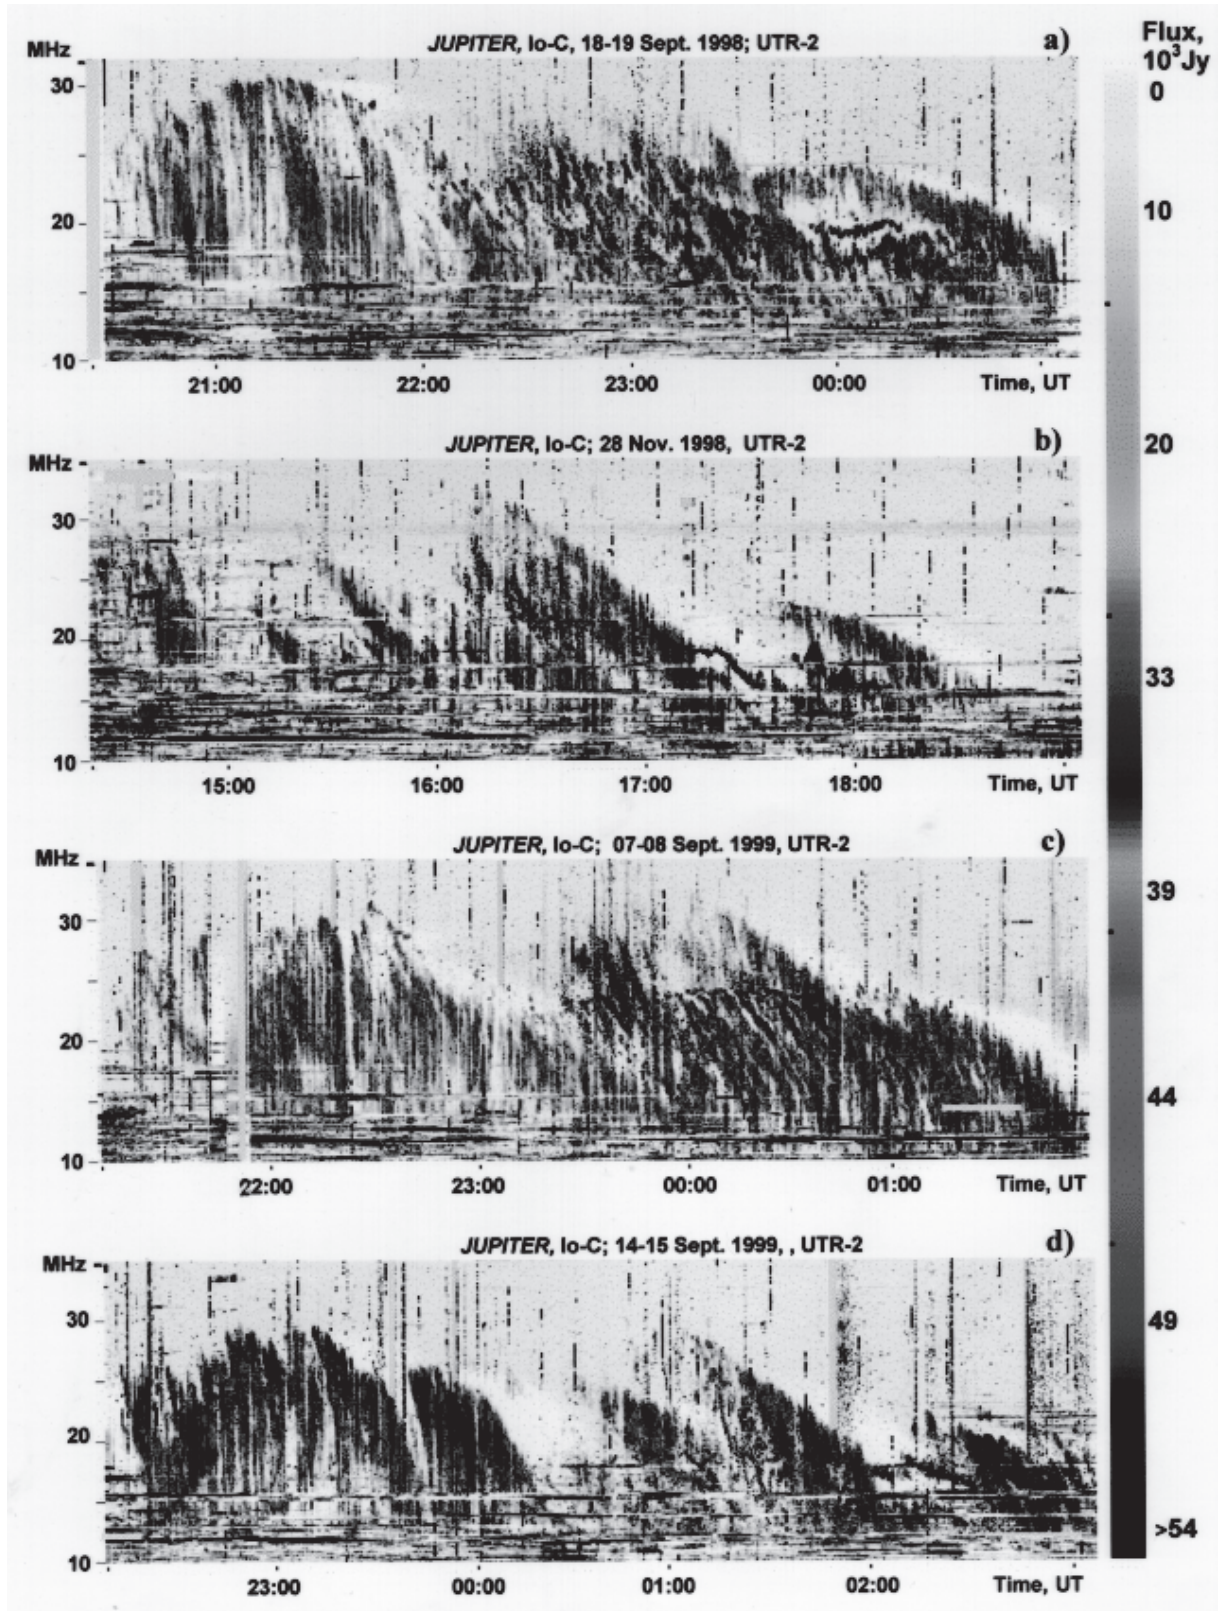 JUPITER, Io-C, 18-19 Sept. 1998; UTR-2
a)
Flux,
10³Jy
MHz
30
20
10
21:00 22:00 23:00 00:00 Time, UT
JUPITER, Io-C; 28 Nov. 1998, UTR-2
b)
MHz
30
20
10
15:00 16:00 17:00 18:00 Time, UT
JUPITER, Io-C; 07-08 Sept. 1999, UTR-2
c)
MHz
30
20
10
22:00 23:00 00:00 01:00 Time, UT
JUPITER, Io-C; 14-15 Sept. 1999, , UTR-2
d)
MHz
30
20
10
23:00 00:00 01:00 02:00 Time, UT
0
10
20
33
39
44
49
>54